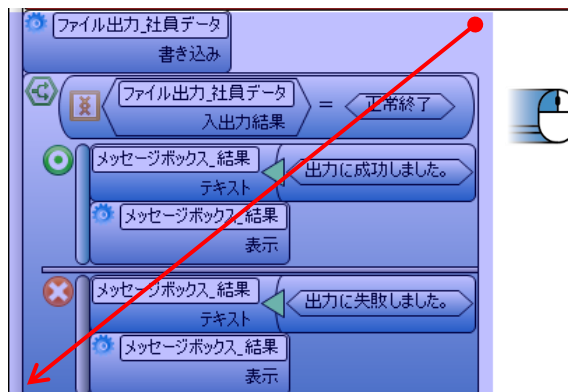 ファイル出力_社員データ
書き込み
ファイル出力_社員データ
入出力結果
=
正常終了
メッセージボックス_結果
テキスト
出力に成功しました。
メッセージボックス_結果
表示
メッセージボックス_結果
テキスト
出力に失敗しました。
メッセージボックス_結果
表示